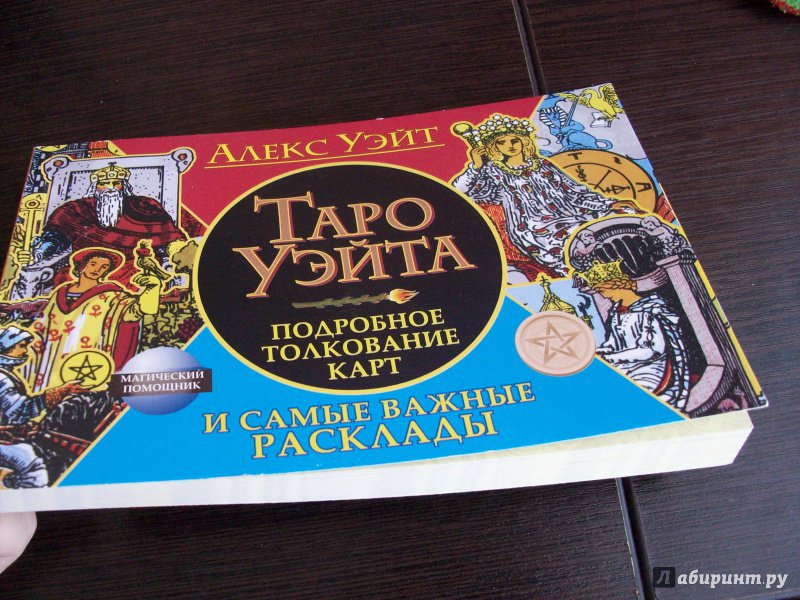 АЛЕКС УЭЙТ
ТАРО
УЭЙТА
ПОДРОБНОЕ
ТОЛКОВАНИЕ
КАРТ
МАГИЧЕСКИЙ
ПОМОЩНИК
И САМЫЕ ВАЖНЫЕ
РАСКЛАДЫ
Лабиринт.ру